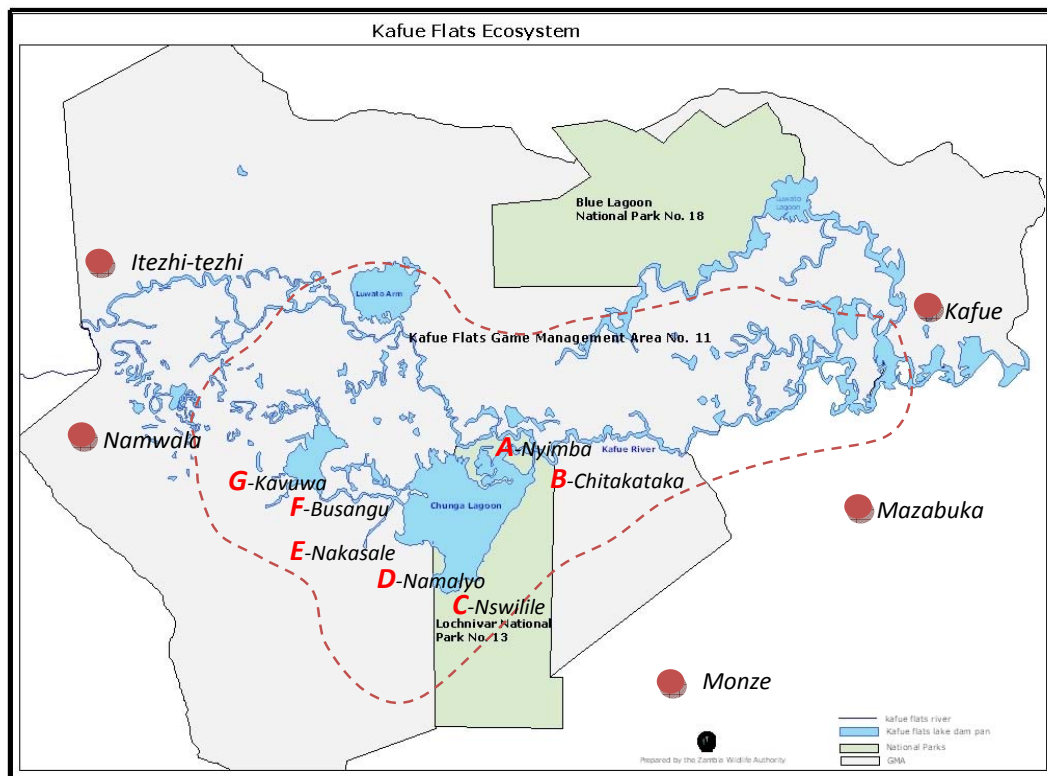 Kafue Flats Ecosystem
Blue Lagoon
National Park No. 18
Luwato
Lagoon
Itezhi-tezhi
Luwato Arm
Kafue
Kafue Flats Game Management Area No. 11
Namwala
A-Nyimba
Kafue River
G-Kavuwa
B-Chitakataka
F-Busangu
Chunga Lagoon
Mazabuka
E-Nakasale
D-Namalyo
C-Nswilile
Lochnivar National
Park No. 13
Monze
kafue flats river
Kafue flats lake dam pan
National Parks
GMA
Prepared by the Zambia Wildlife Authority